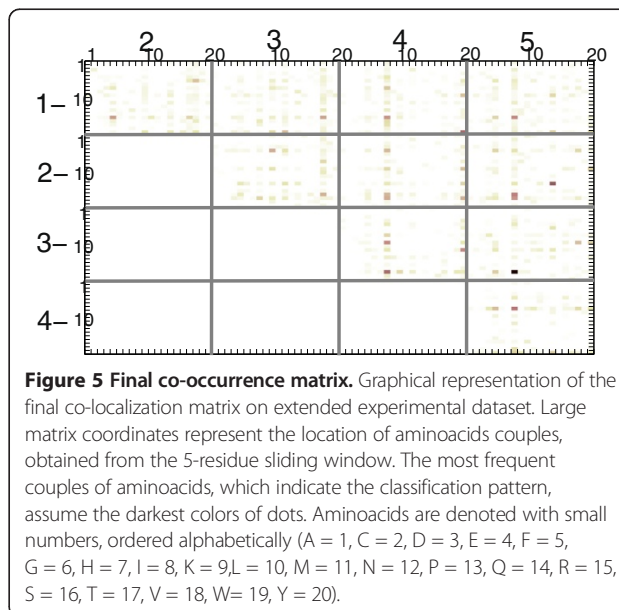 2 3 4 5
1 10 20 10 20 10 20 10 20
1
1– 10
1
2– 10
1
3– 10
1
4– 10
Figure 5 Final co-occurrence matrix. Graphical representation of the
final co-localization matrix on extended experimental dataset. Large
matrix coordinates represent the location of aminoacids couples,
obtained from the 5-residue sliding window. The most frequent
couples of aminoacids, which indicate the classification pattern,
assume the darkest colors of dots. Aminoacids are denoted with small
numbers, ordered alphabetically (A = 1, C = 2, D = 3, E = 4, F = 5,
G = 6, H = 7, I = 8, K = 9,L = 10, M = 11, N = 12, P = 13, Q = 14, R = 15,
S = 16, T = 17, V = 18, W= 19, Y = 20).